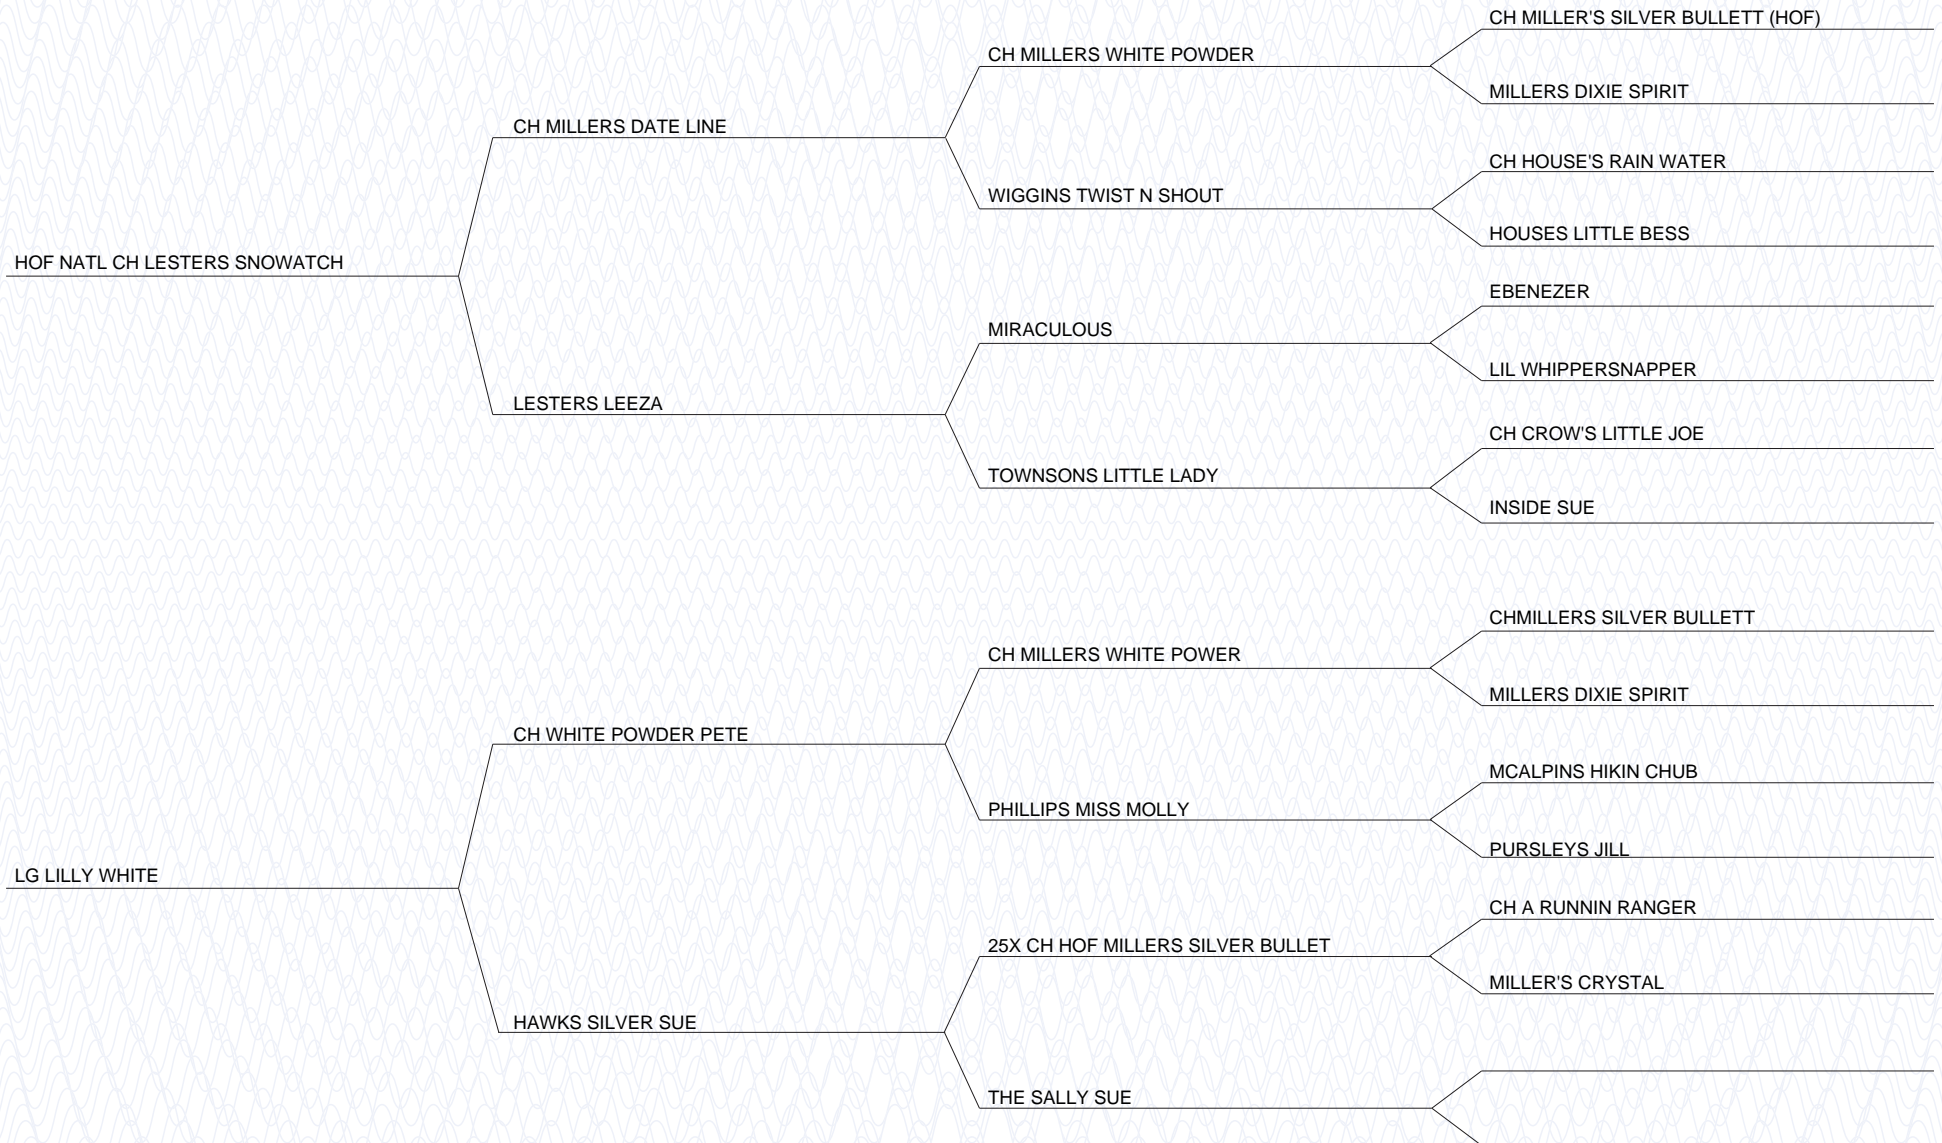 CH MILLER'S SILVER BULLETT (HOF)
CH MILLERS WHITE POWDER
MILLERS DIXIE SPIRIT
CH MILLERS DATE LINE
CH HOUSE'S RAIN WATER
WIGGINS TWIST N SHOUT
HOUSES LITTLE BESS
HOF NATL CH LESTERS SNOWATCH
EBENEZER
MIRACULOUS
LIL WHIPPERSNAPPER
LESTERS LEEZA
CH CROW'S LITTLE JOE
TOWNSONS LITTLE LADY
INSIDE SUE
CHMILLERS SILVER BULLETT
CH MILLERS WHITE POWER
MILLERS DIXIE SPIRIT
CH WHITE POWDER PETE
MCALPINS HIKIN CHUB
PHILLIPS MISS MOLLY
PURSLEYS JILL
LG LILLY WHITE
CH A RUNNIN RANGER
25X CH HOF MILLERS SILVER BULLET
MILLER'S CRYSTAL
HAWKS SILVER SUE
THE SALLY SUE